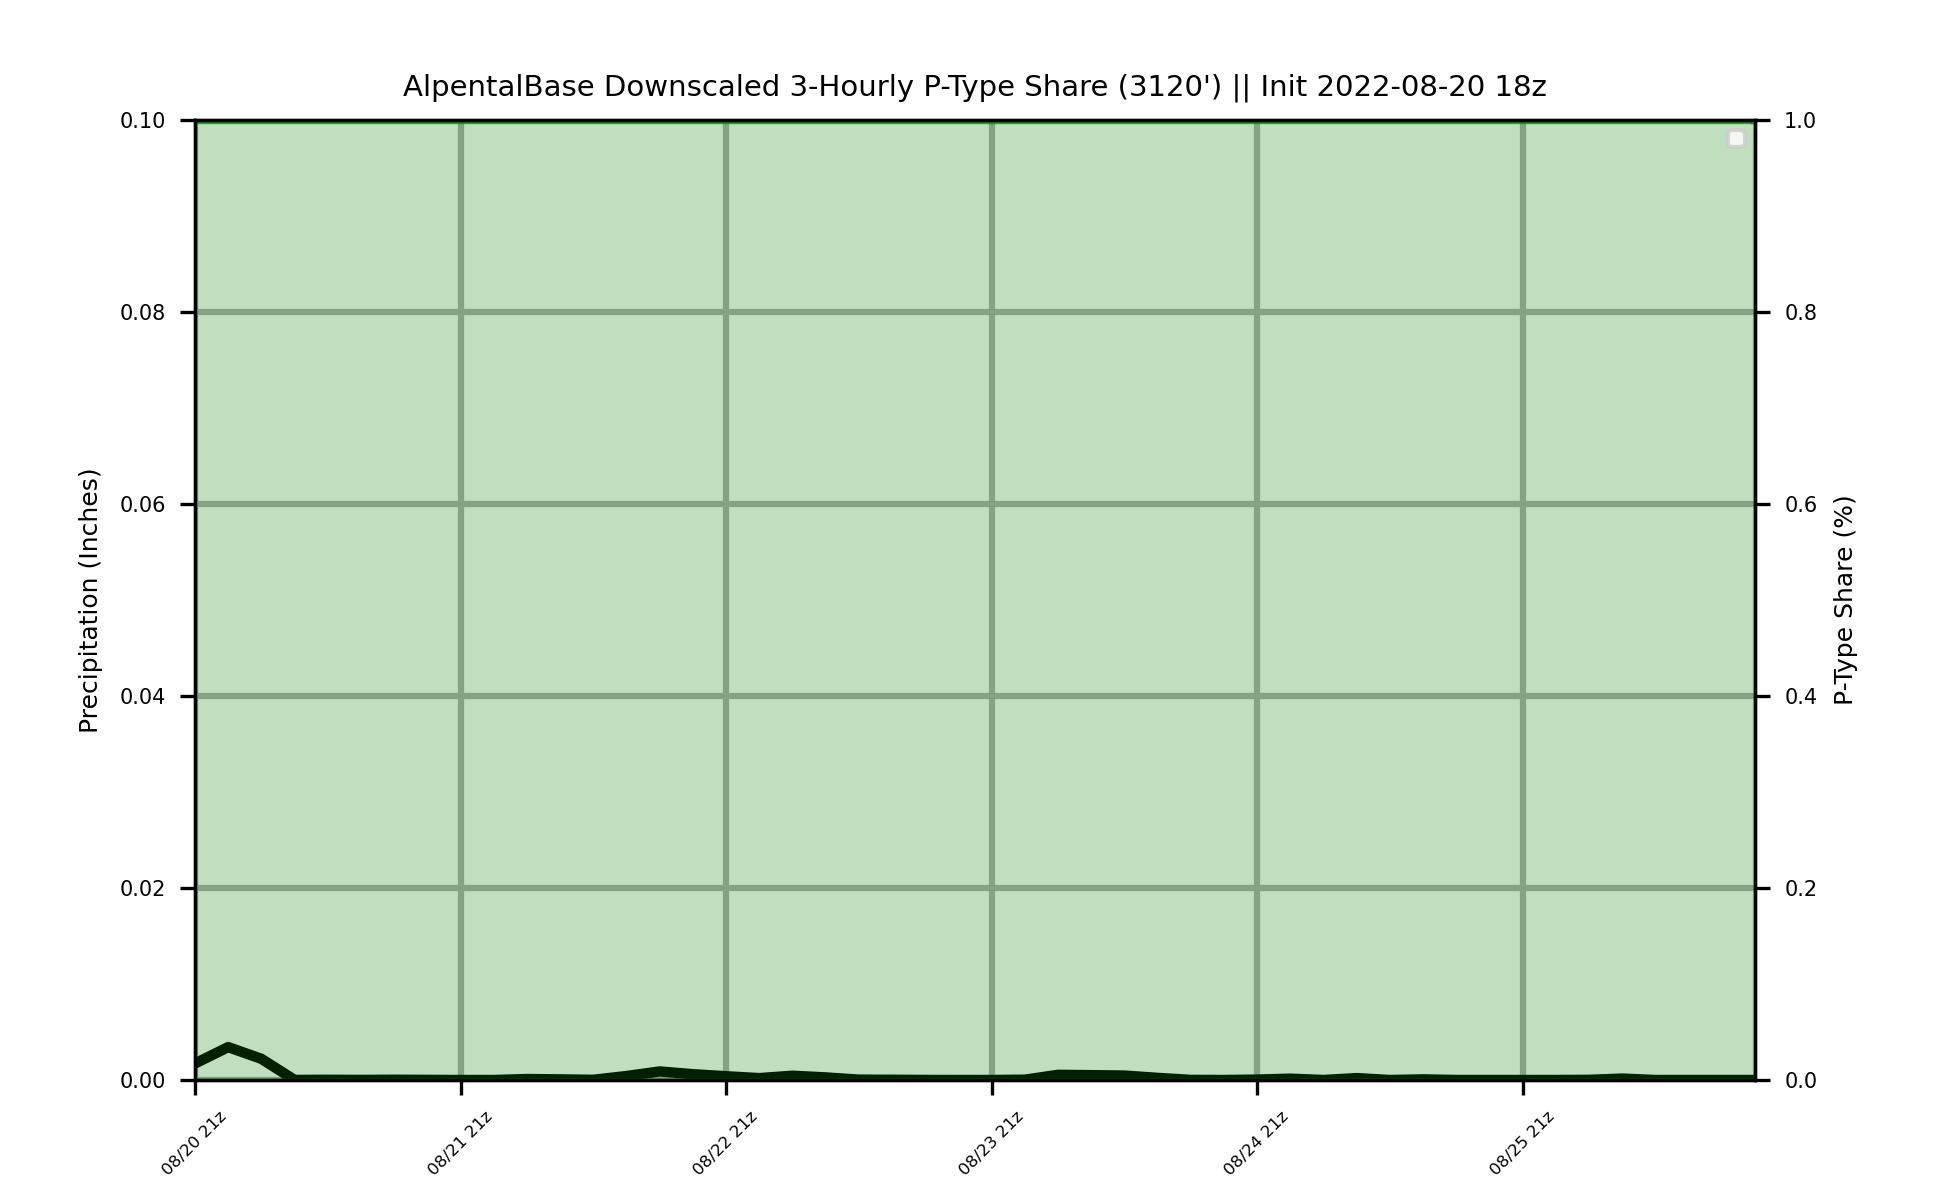 AlpentalBase Downscaled 3-Hourly P-Type Share (3120') || Init 2022-08-20 18z
0.10
0.08
0.06
0.04
0.02
0.00
Precipitation (Inches)
1.0
0.8
0.6
0.4
0.2
0.0
P-Type Share (%)
08/20 21z
08/21 21z
08/22 21z
08/23 21z
08/24 21z
08/25 21z